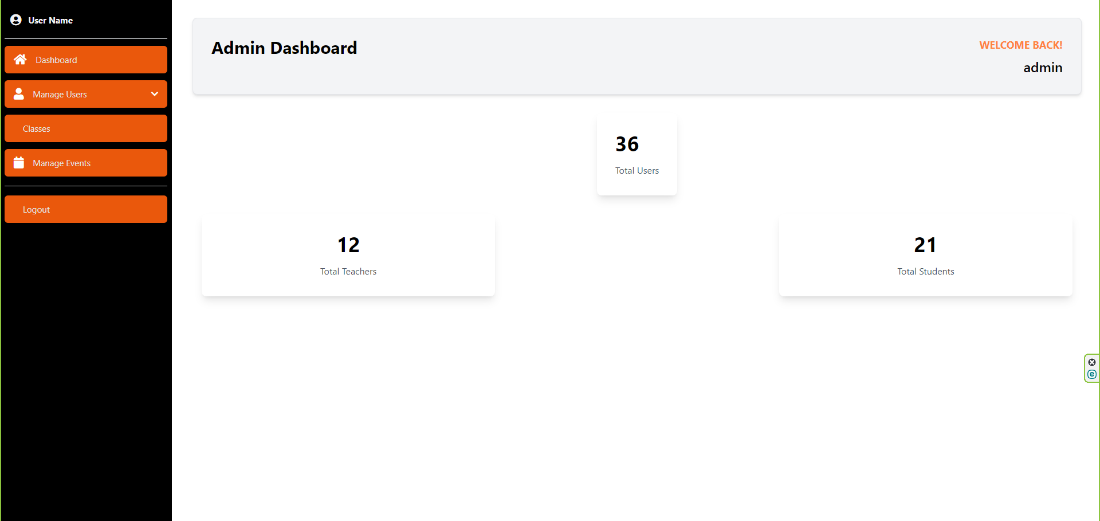 User Name
Dashboard
Manage Users
Classes
Manage Events
Logout
Admin Dashboard
WELCOME BACK!
admin
36
Total Users
12
Total Teachers
21
Total Students